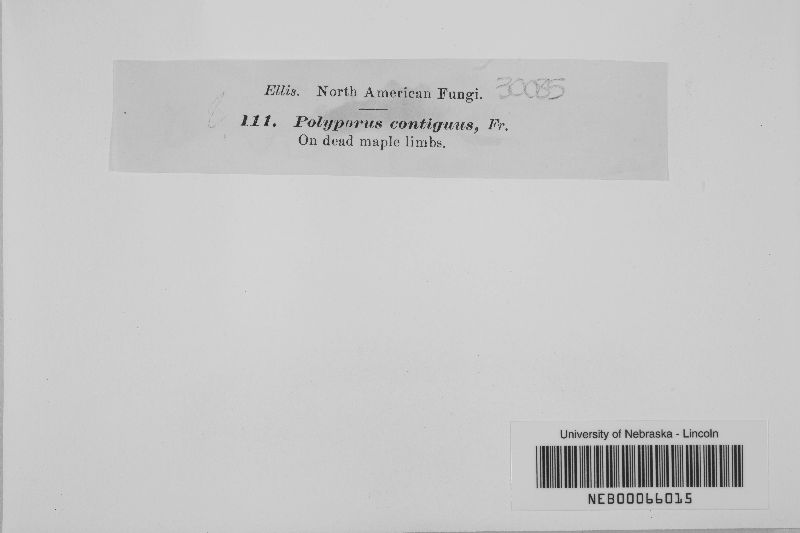 Ellis. North American Fungi. 30085
111. Polyporus contiguus, Fr.
On dead maple limbs.
University of Nebraska - Lincoln
NEB00066015